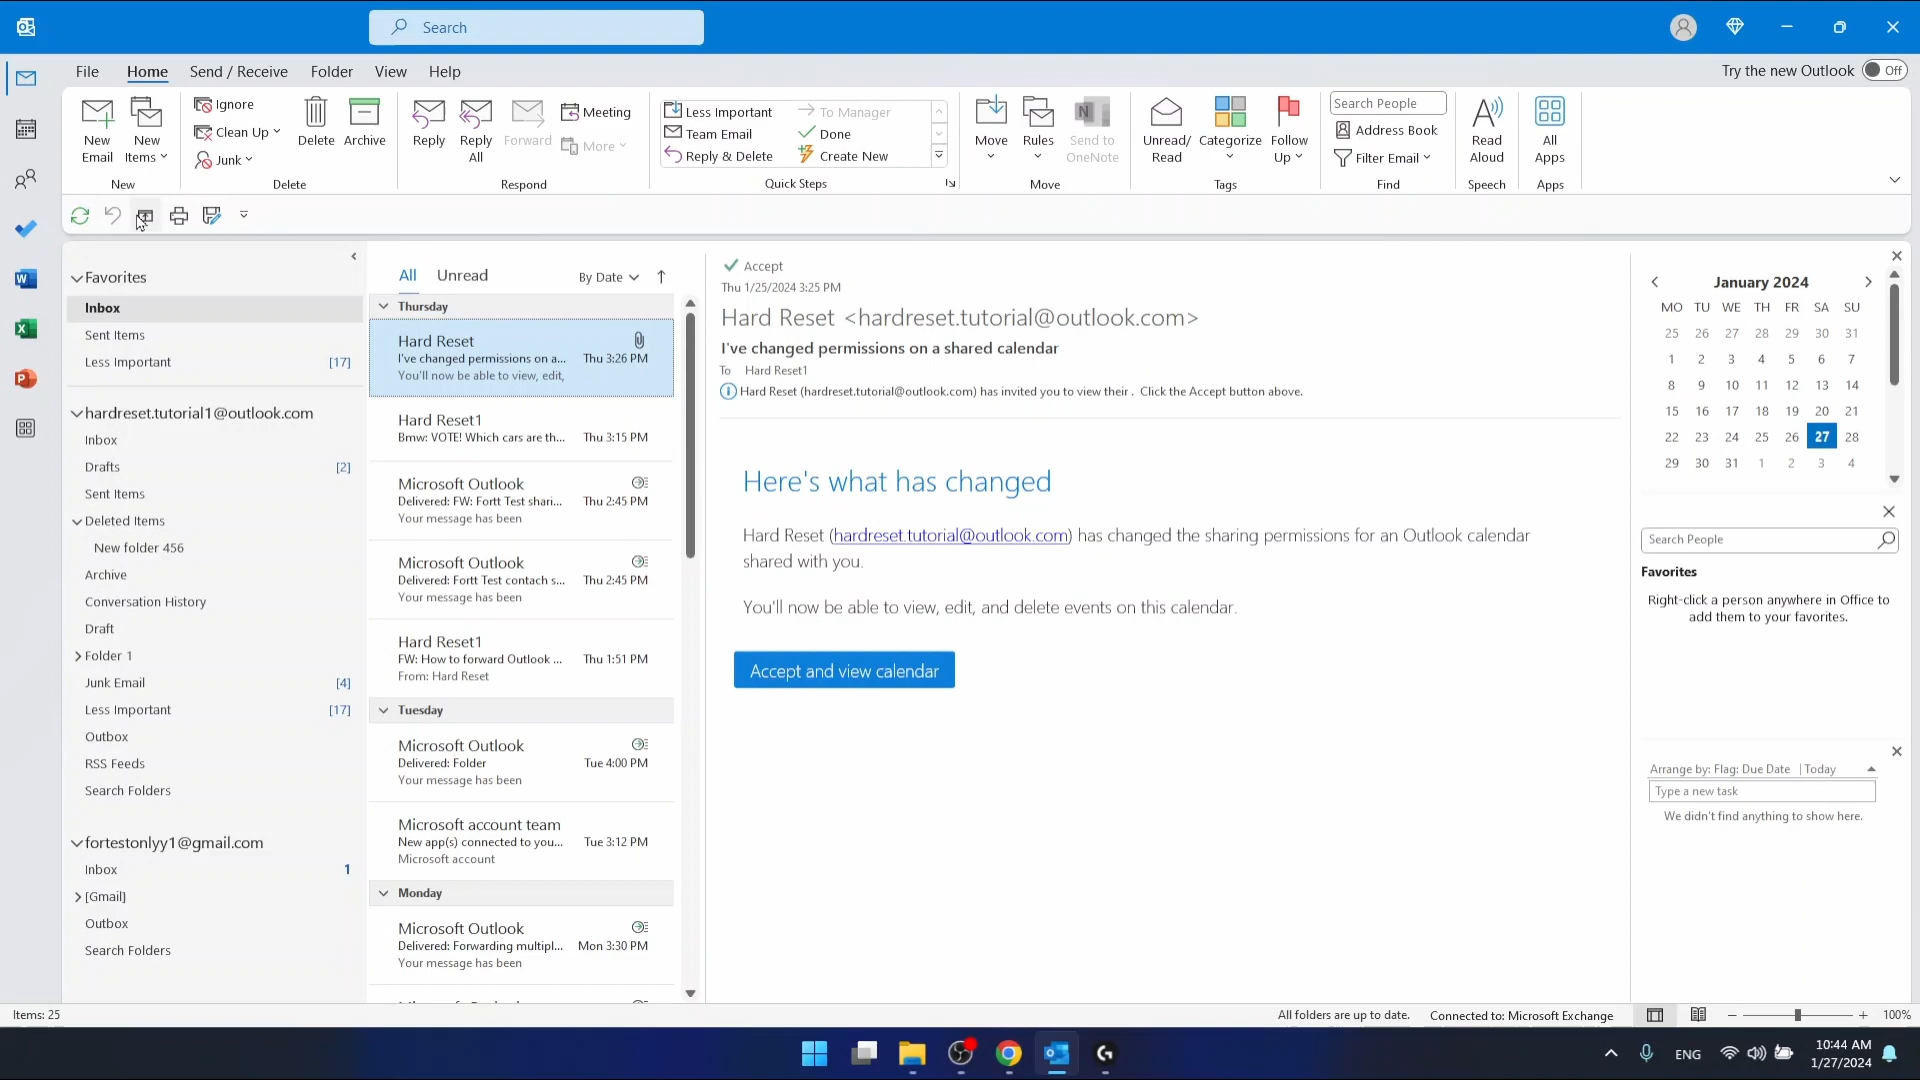 Search
File Home Send / Receive Folder View Help
Try the new Outlook Off
New Email
New Items
New
Ignore
Clean Up
Junk
Delete
Archive
Delete
Reply
Reply All
Forward
Meeting
More
Respond
Less Important
Team Email
Reply & Delete
To Manager
Done
Create New
Quick Steps
Move
Rules
Send to OneNote
Move
Unread/ Read
Categorize
Follow Up
Tags
Search People
Address Book
Filter Email
Find
Read Aloud
Speech
All Apps
Apps
Favorites
Inbox
Sent Items
Less Important [17]
hardreset.tutorial1@outlook.com
Inbox
Drafts [2]
Sent Items
Deleted Items
New folder 456
Archive
Conversation History
Draft
Folder 1
Junk Email [4]
Less Important [17]
Outbox
RSS Feeds
Search Folders
fortestonlyy1@gmail.com
Inbox 1
[Gmail]
Outbox
Search Folders
All Unread By Date
Thursday
Hard Reset
I've changed permissions on a... Thu 3:26 PM
You'll now be able to view, edit,
Hard Reset1
Bmw: VOTE! Which cars are th... Thu 3:15 PM
Microsoft Outlook
Delivered: FW: Fortt Test shari... Thu 2:45 PM
Your message has been
Microsoft Outlook
Delivered: Fortt Test contach s... Thu 2:45 PM
Your message has been
Hard Reset1
FW: How to forward Outlook ... Thu 1:51 PM
From: Hard Reset
Tuesday
Microsoft Outlook
Delivered: Folder Tue 4:00 PM
Your message has been
Microsoft account team
New app(s) connected to you... Tue 3:12 PM
Microsoft account
Monday
Microsoft Outlook
Delivered: Forwarding multipl... Mon 3:30 PM
Your message has been
Accept
Thu 1/25/2024 3:25 PM
Hard Reset <hardreset.tutorial@outlook.com>
I've changed permissions on a shared calendar
To Hard Reset1
Hard Reset (hardreset.tutorial@outlook.com) has invited you to view their . Click the Accept button above.
Here's what has changed
Hard Reset (hardreset.tutorial@outlook.com) has changed the sharing permissions for an Outlook calendar
shared with you.
You'll now be able to view, edit, and delete events on this calendar.
Accept and view calendar
January 2024
MO TU WE TH FR SA SU
25 26 27 28 29 30 31
1 2 3 4 5 6 7
8 9 10 11 12 13 14
15 16 17 18 19 20 21
22 23 24 25 26 27 28
29 30 31 1 2 3 4
Search People
Favorites
Right-click a person anywhere in Office to
add them to your favorites.
Arrange by: Flag: Due Date | Today
Type a new task
We didn't find anything to show here.
Items: 25
All folders are up to date. Connected to: Microsoft Exchange 100%
ENG
10:44 AM
1/27/2024